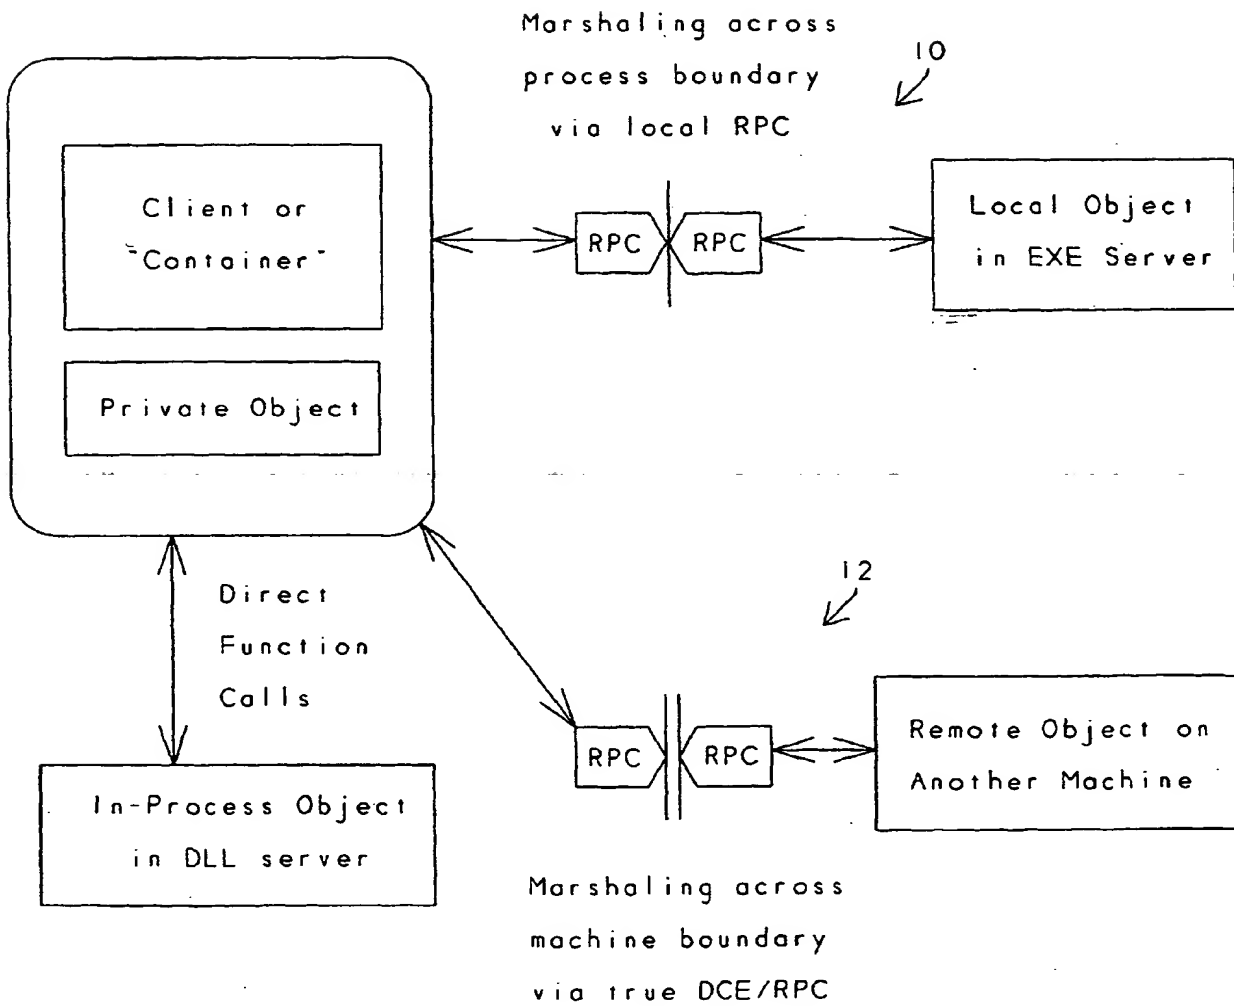 Marshaling across
process boundary
via local RPC
10
Client or
"Container"
Private Object
RPC
RPC
Local Object
in EXE Server
Direct
Function
Calls
12
In-Process Object
in DLL server
RPC
RPC
Remote Object on
Another Machine
Marshaling across
machine boundary
via true DCE/RPC